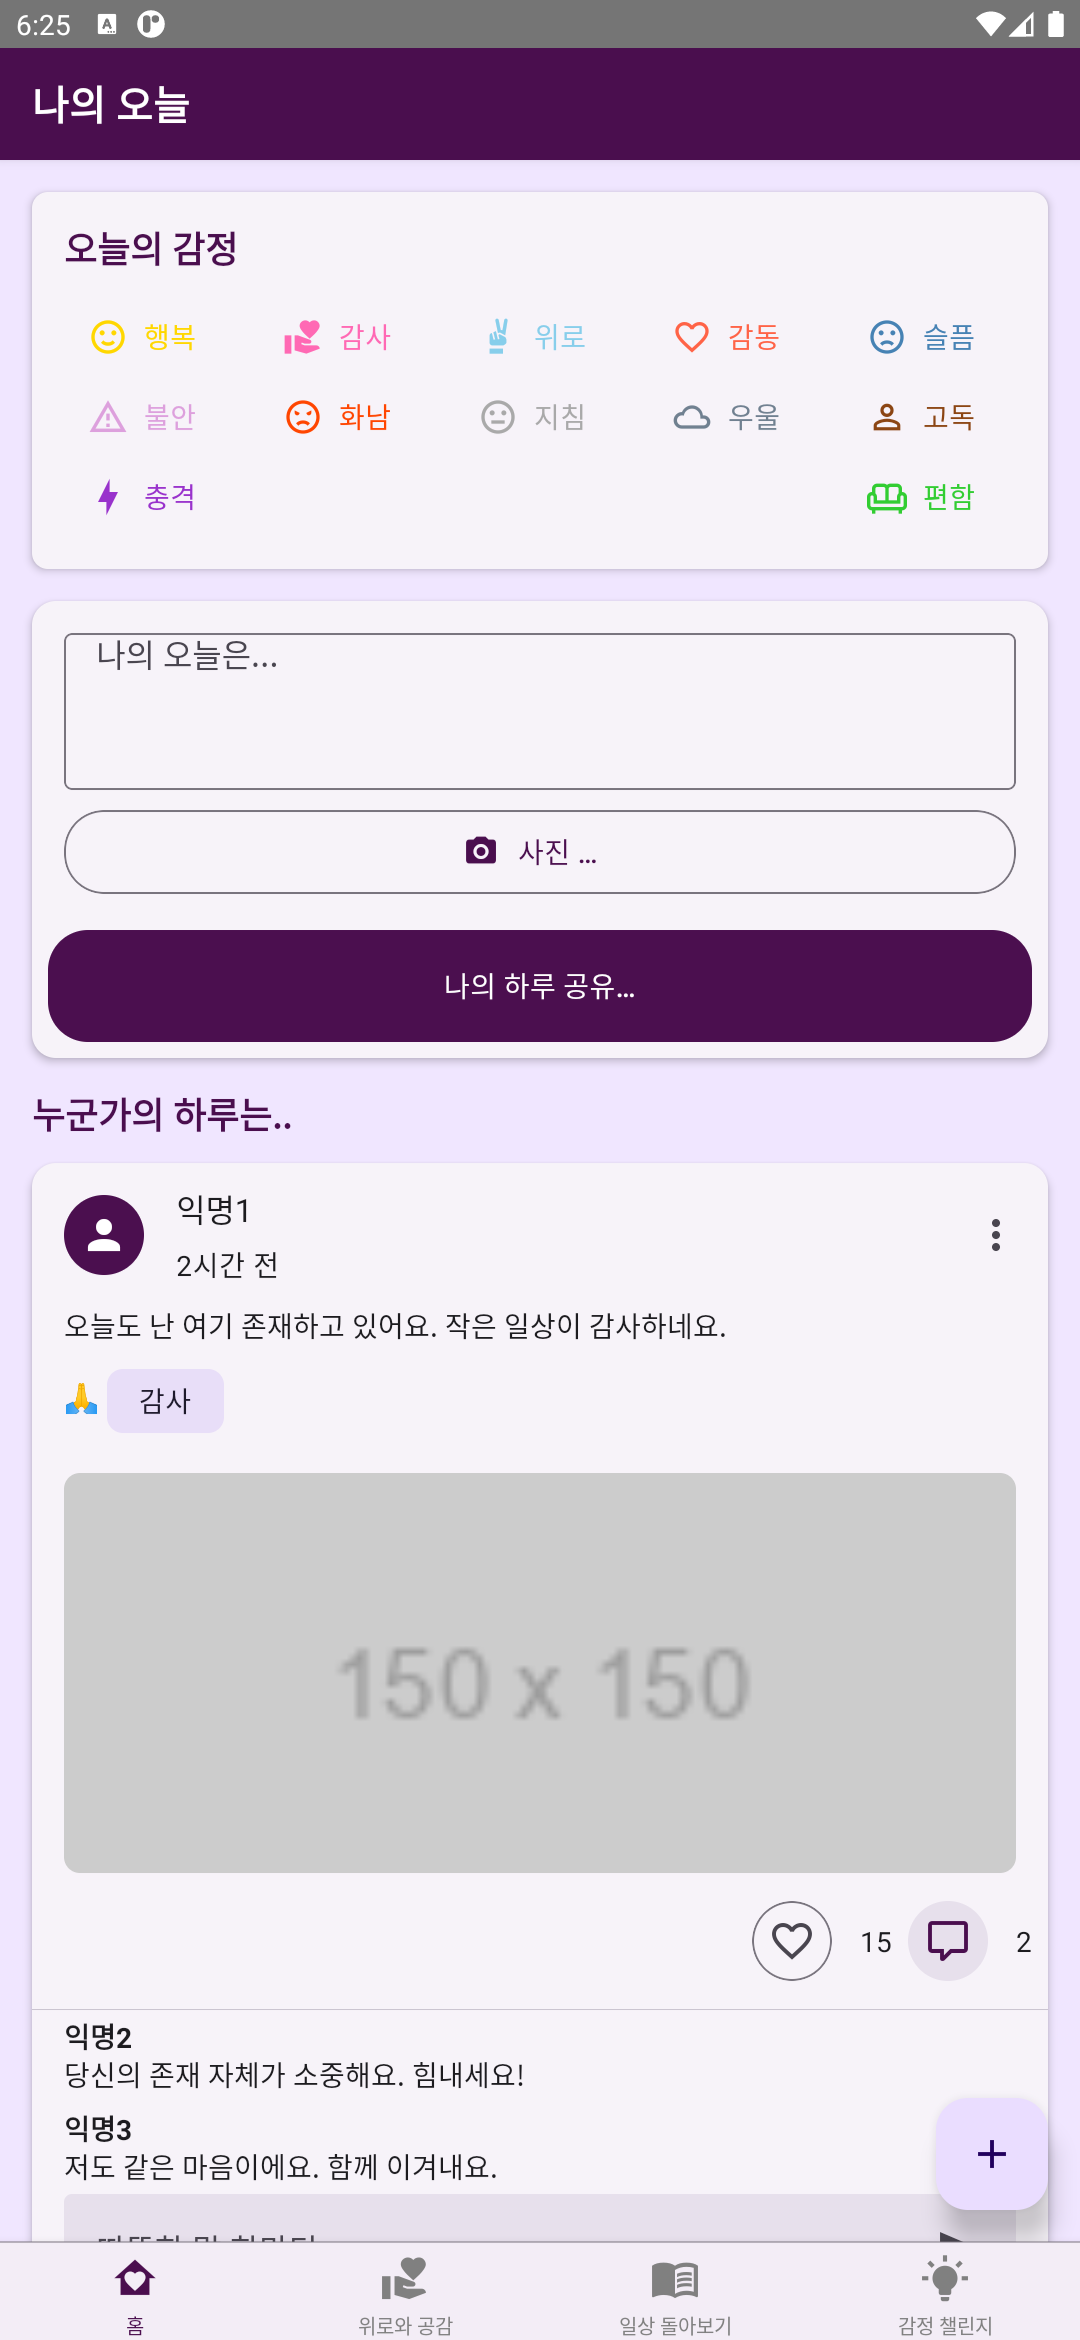 6:25
나의 오늘
오늘의 감정
행복 감사 위로 감동 슬픔
불안 화남 지침 우울 고독
충격 편함
나의 오늘은...
사진 ...
나의 하루 공유...
누군가의 하루는..
익명1
2시간 전
오늘도 난 여기 존재하고 있어요. 작은 일상이 감사하네요.
🙏 감사
150 x 150
15 2
익명2
당신의 존재 자체가 소중해요. 힘내세요!
익명3
저도 같은 마음이에요. 함께 이겨내요.
홈 위로와 공감 일상 돌아보기 감정 챌린지